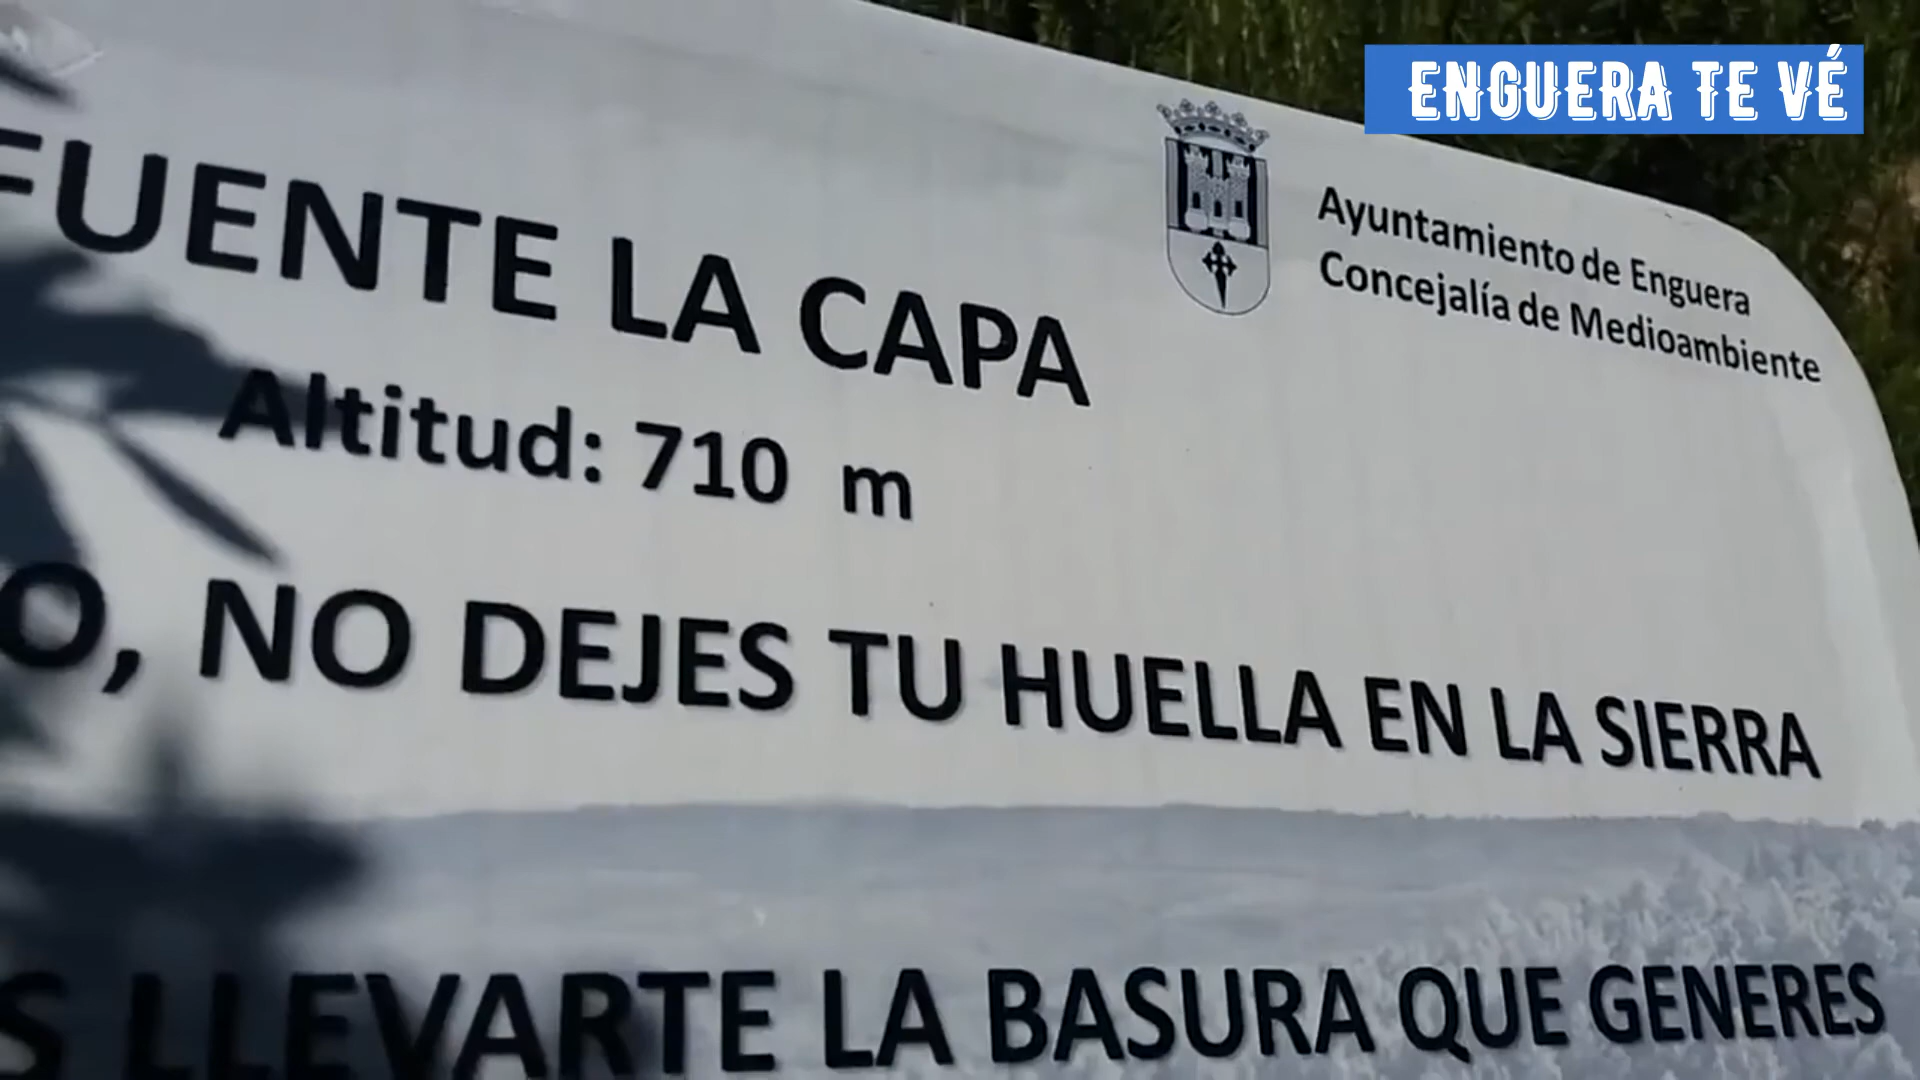 ENGUERA TE VÉ
FUENTE LA CAPA
Ayuntamiento de Enguera
Concejalía de Medioambiente
Altitud: 710 m
NO DEJES TU HUELLA EN LA SIERRA
LLEVARTE LA BASURA QUE GENERES